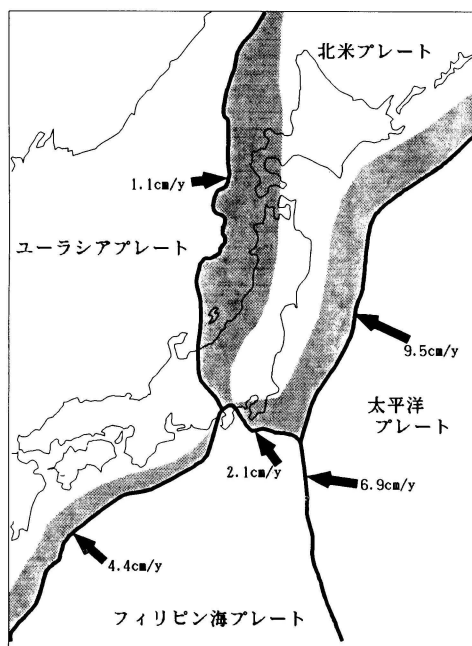 北米プレート
1.1cm/y
ユーラシアプレート
9.5cm/y
太平洋
プレート
2.1cm/y
6.9cm/y
4.4cm/y
フィリピン海プレート